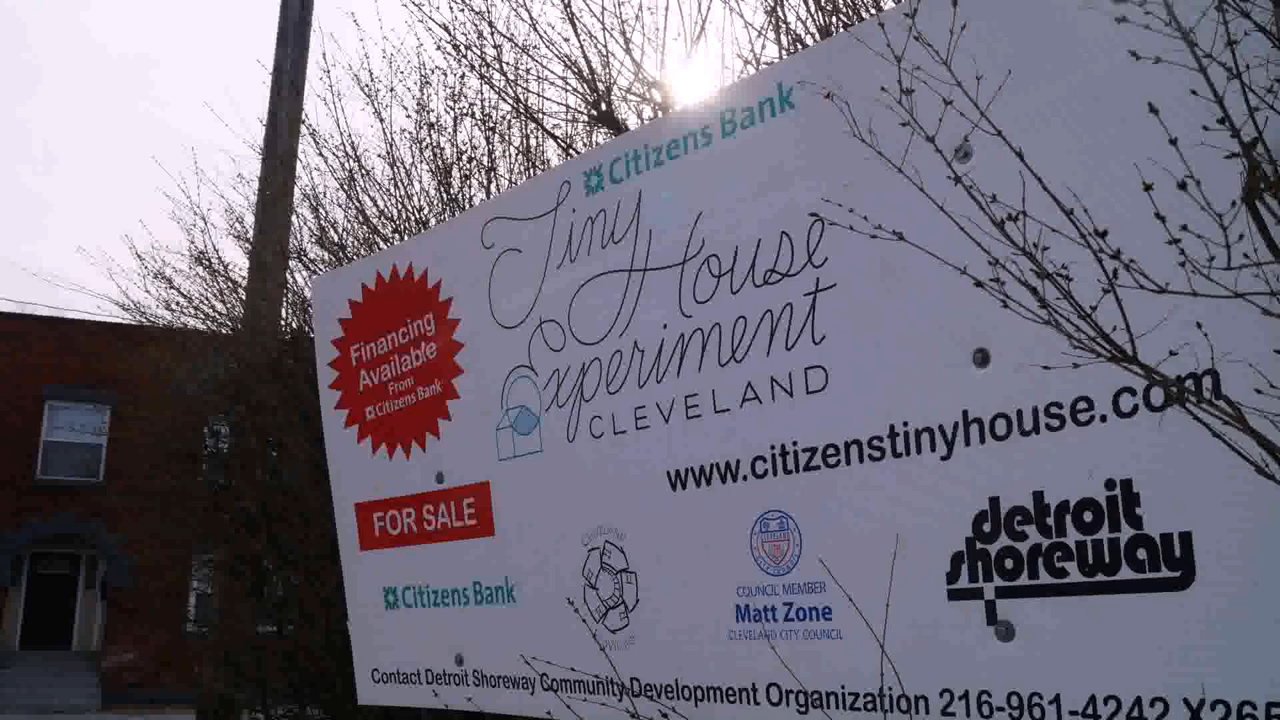 Citizens Bank
Tiny House
Experiment
CLEVELAND
Financing
Available
From
Citizens Bank
www.citizenstinyhouse.com
FOR SALE
Citizens Bank
COUNCIL MEMBER
Matt Zone
CLEVELAND CITY COUNCIL
detroit
shoreway
Contact Detroit Shoreway Community Development Organization 216-961-4242 X265